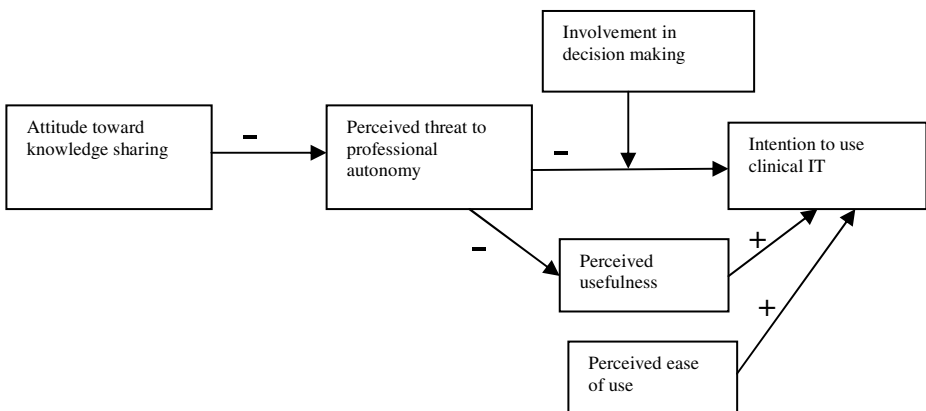 Involvement in
decision making
Attitude toward
knowledge sharing
–
Perceived threat to
professional
autonomy
–
Intention to use
clinical IT
–
Perceived
usefulness
+
+
Perceived ease
of use